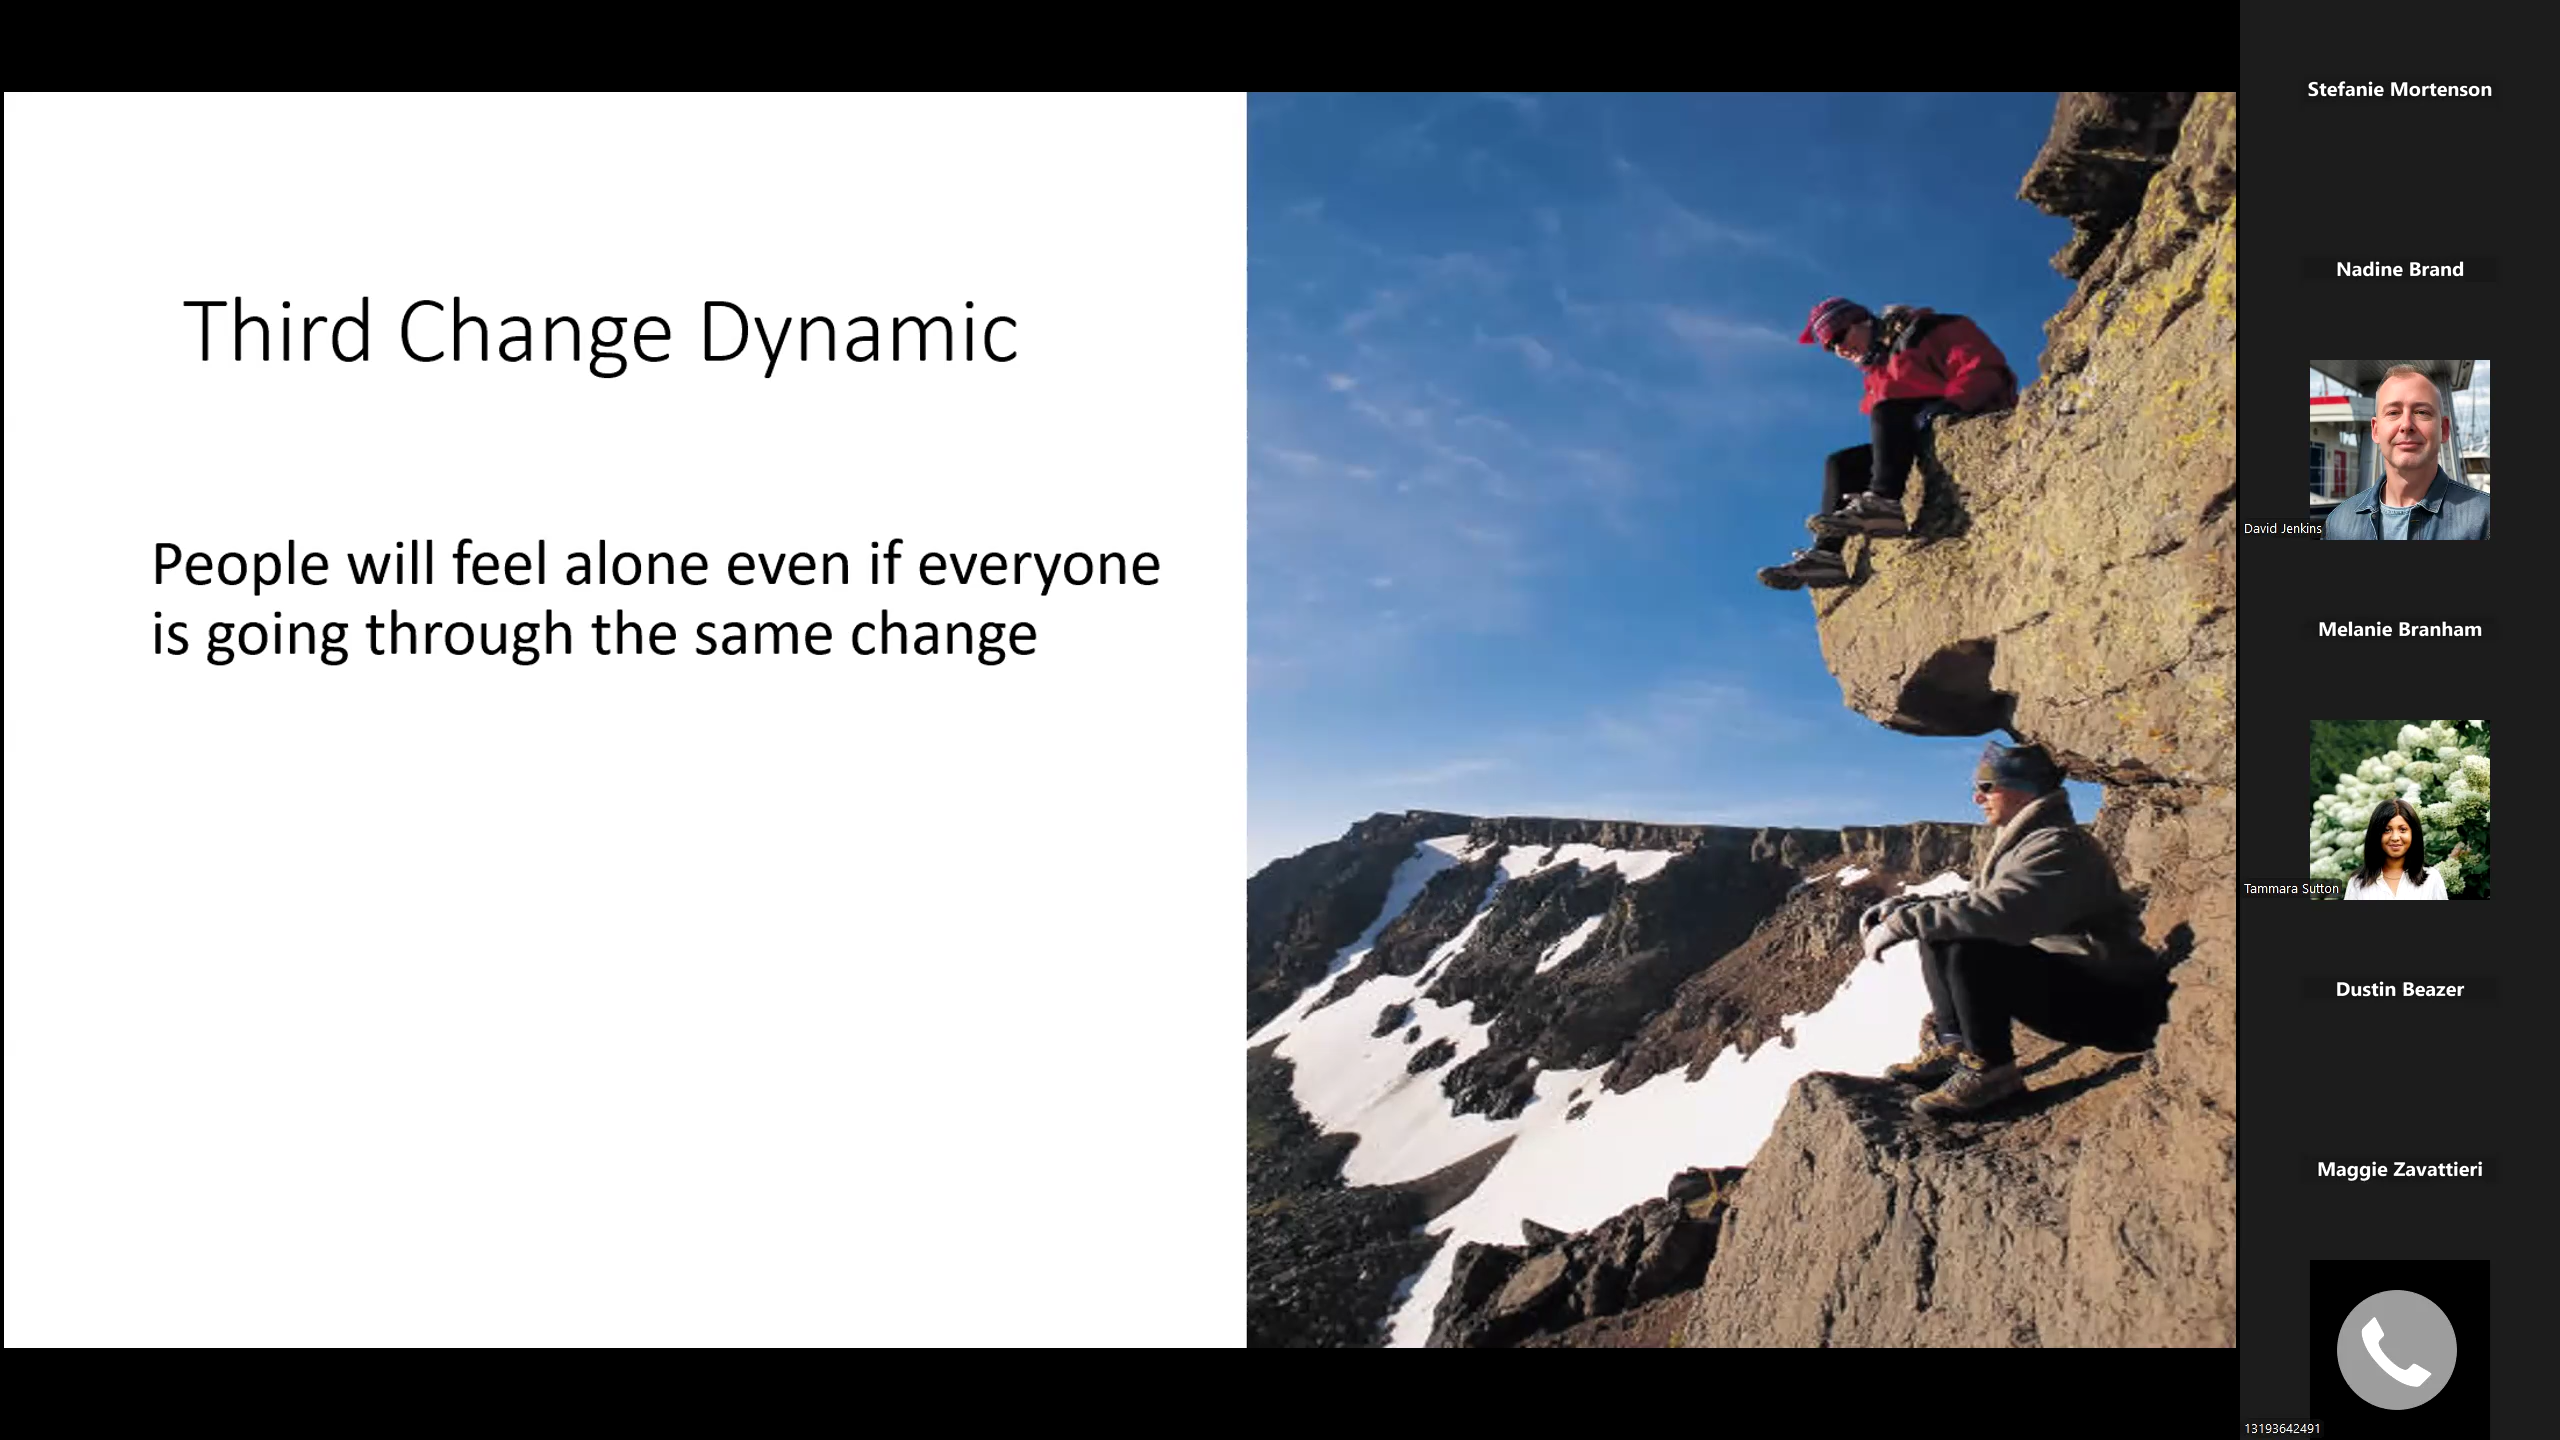 Third Change Dynamic
People will feel alone even if everyone
is going through the same change
Stefanie Mortenson
Nadine Brand
David Jenkins
Melanie Branham
Tammara Sutton
Dustin Beazer
Maggie Zavattieri
13193642491